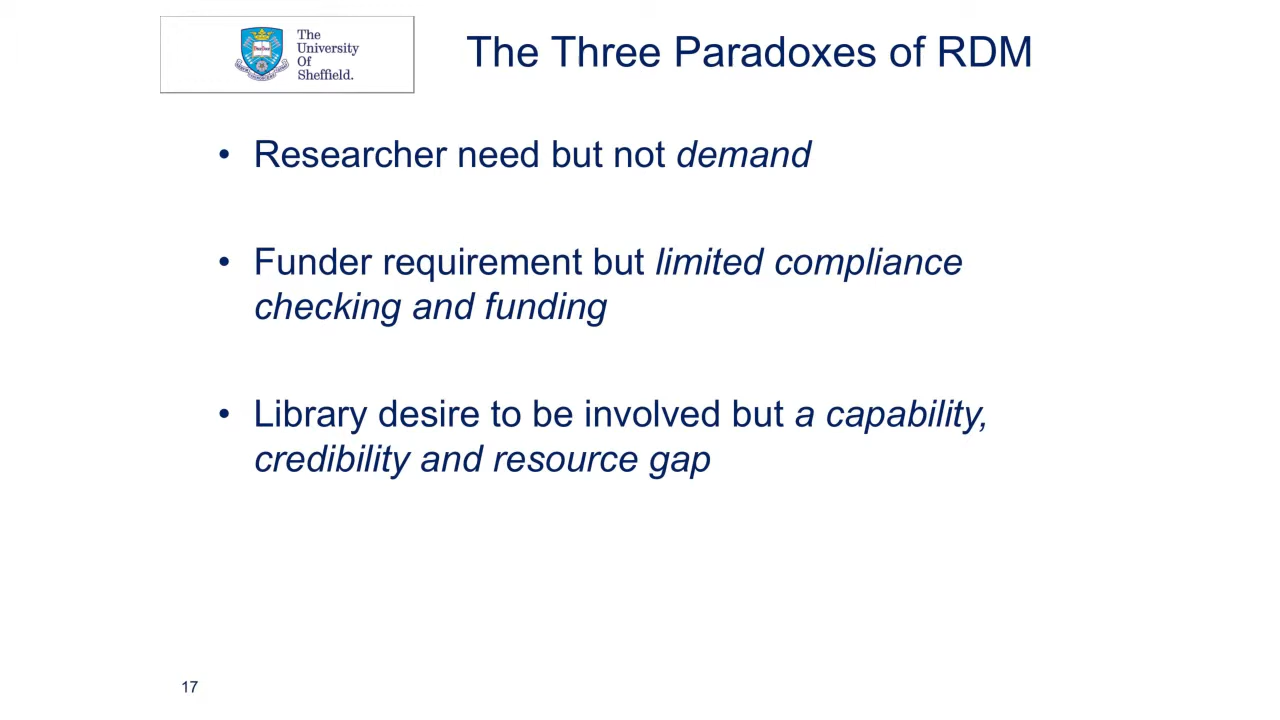 The
University
Of
Sheffield.
The Three Paradoxes of RDM
• Researcher need but not demand
• Funder requirement but limited compliance
checking and funding
• Library desire to be involved but a capability,
credibility and resource gap
17